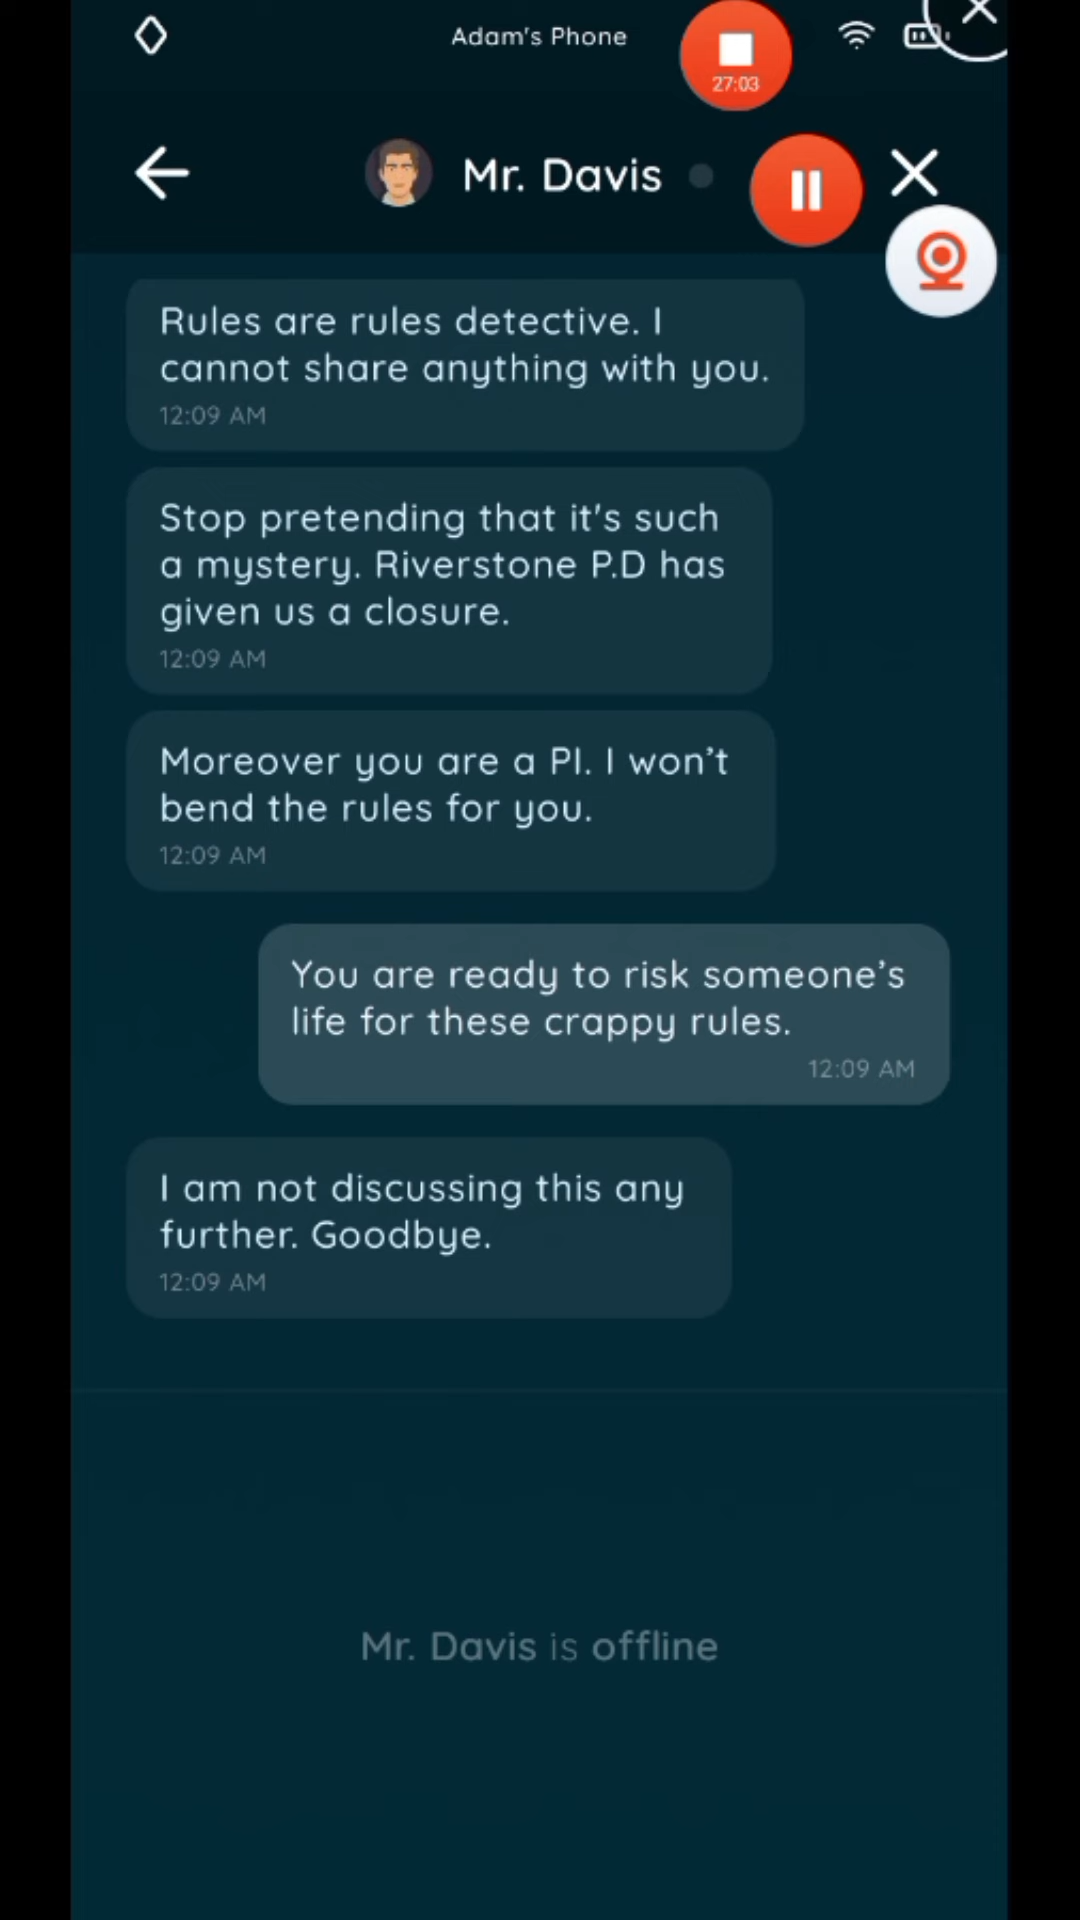 Adam's Phone
27:03
Mr. Davis
Rules are rules detective. I
cannot share anything with you.
12:09 AM
Stop pretending that it's such
a mystery. Riverstone P.D has
given us a closure.
12:09 AM
Moreover you are a PI. I won’t
bend the rules for you.
12:09 AM
You are ready to risk someone’s
life for these crappy rules.
12:09 AM
I am not discussing this any
further. Goodbye.
12:09 AM
Mr. Davis is offline